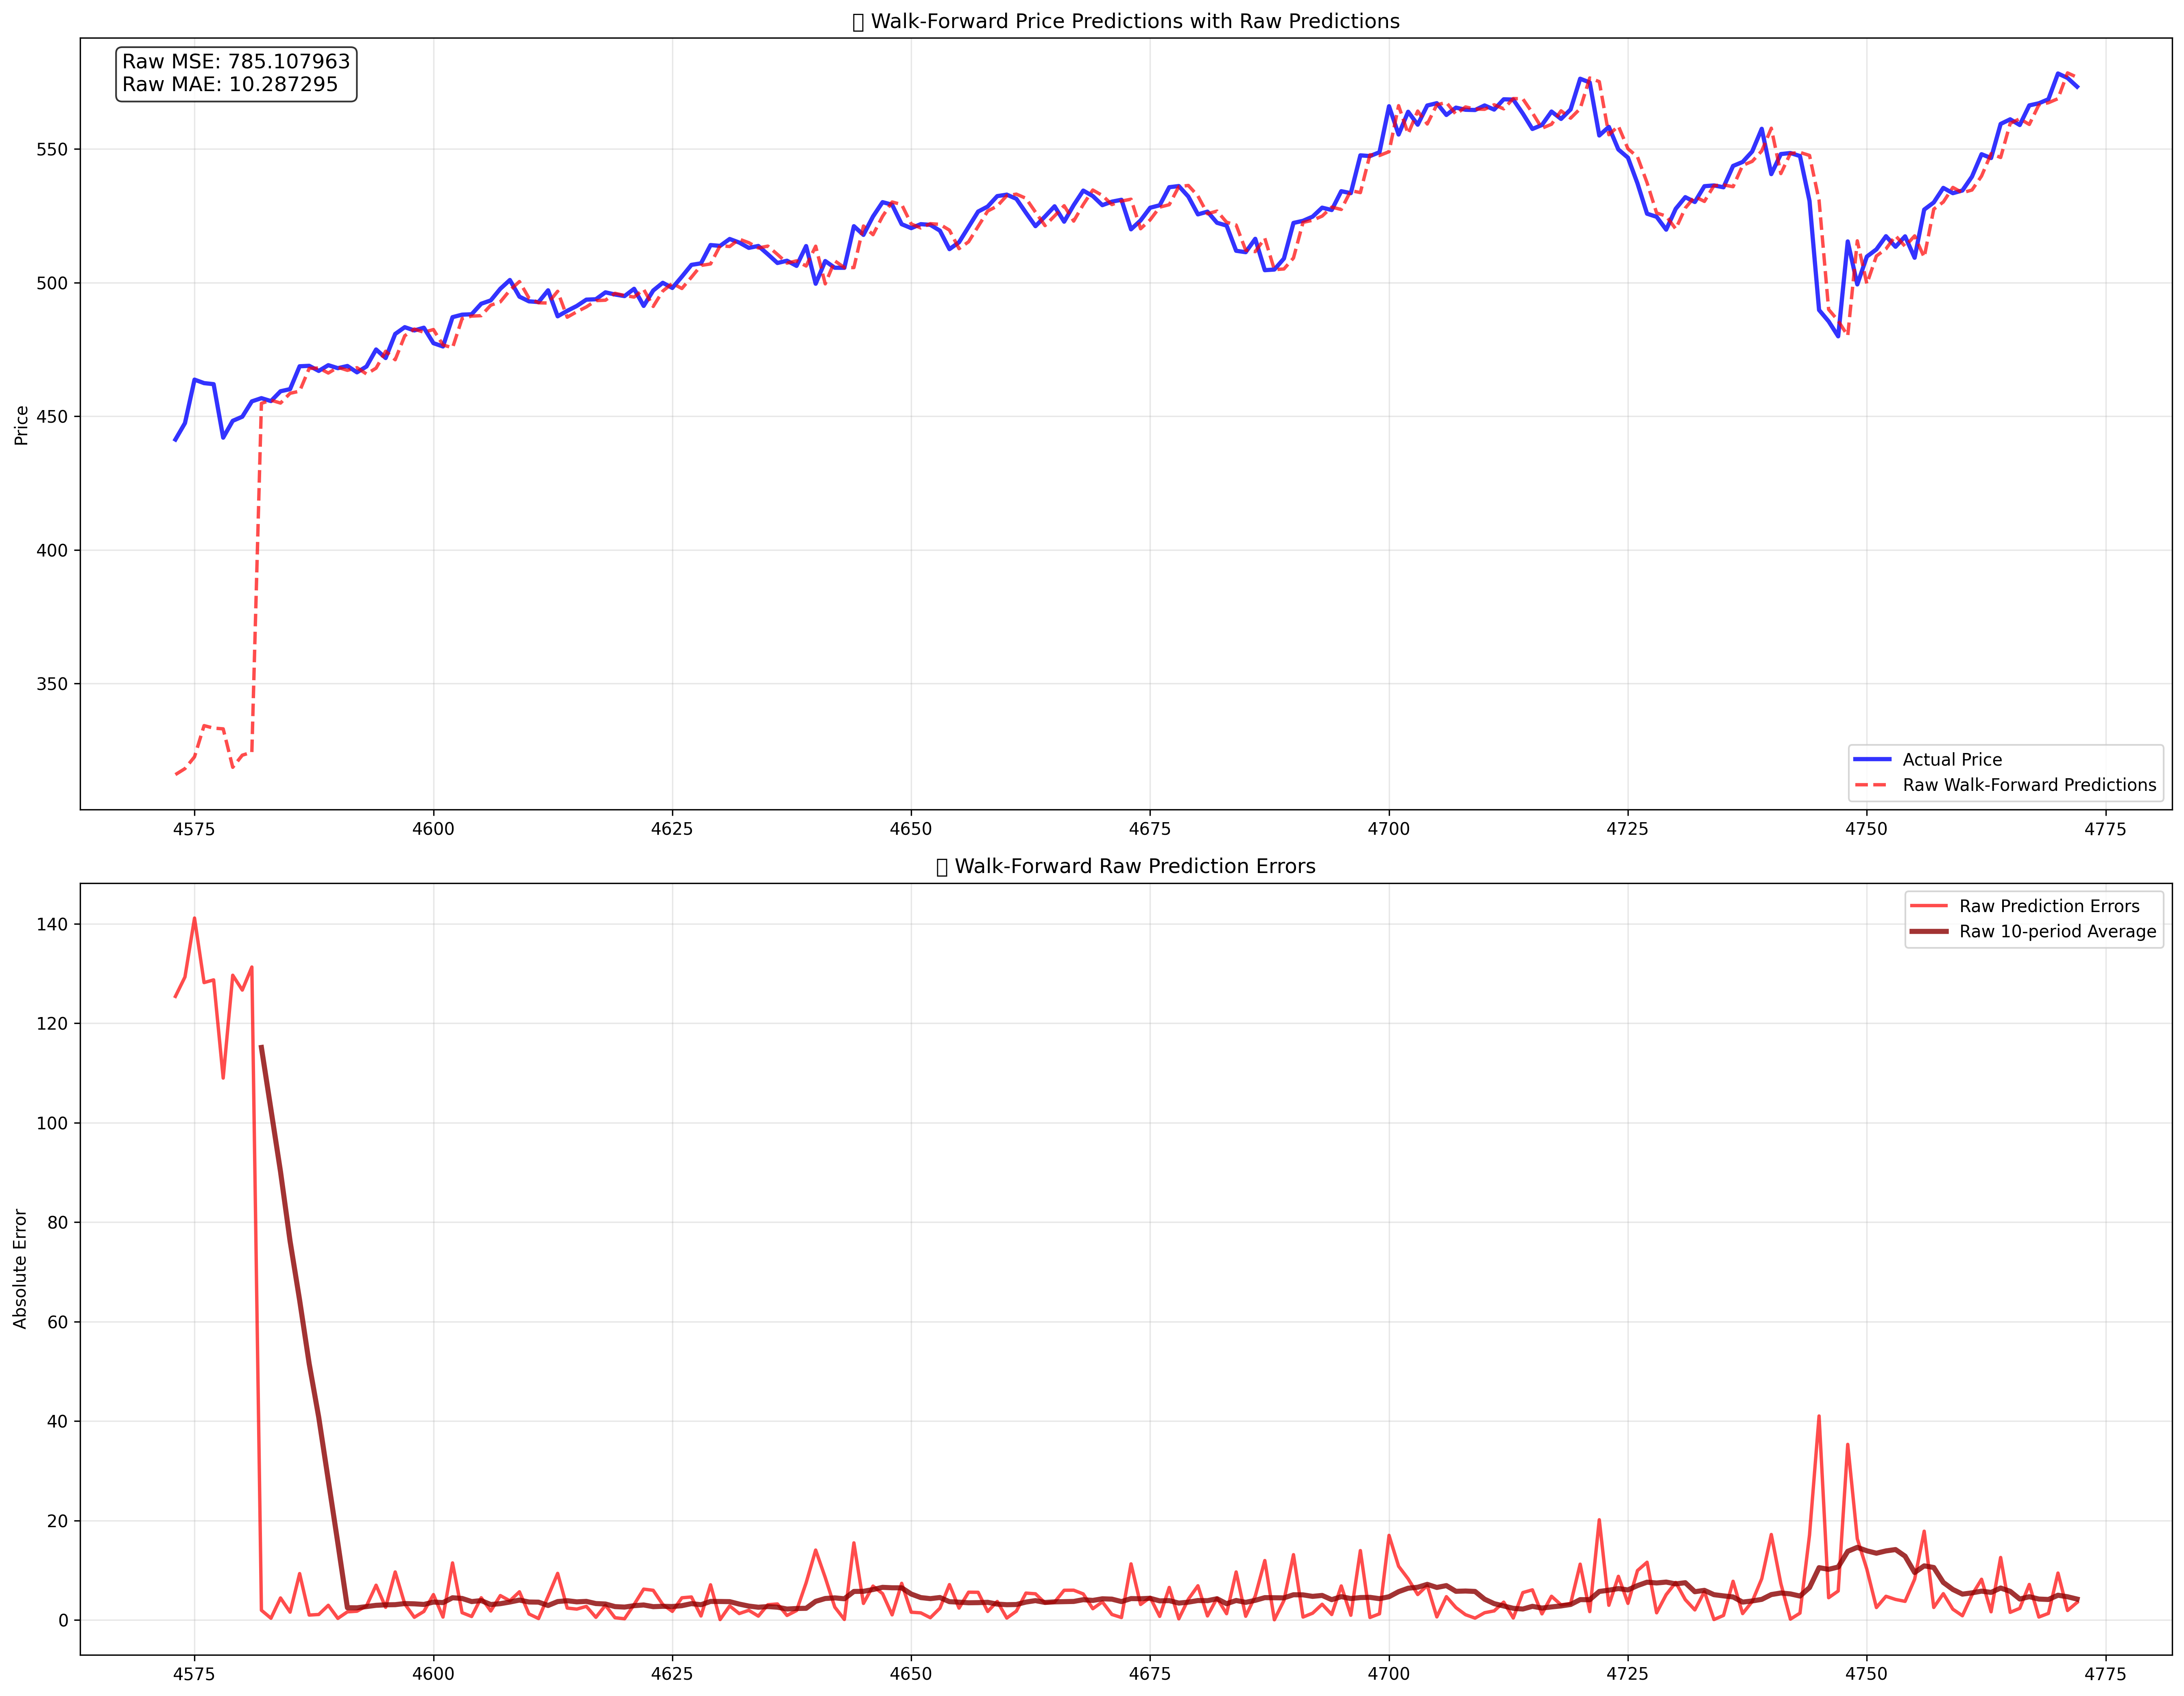 Walk-Forward Price Predictions with Raw Predictions
Raw MSE: 785.107963
Raw MAE: 10.287295
Price
550
500
450
400
350
Actual Price
Raw Walk-Forward Predictions
4575 4600 4625 4650 4675 4700 4725 4750 4775
Walk-Forward Raw Prediction Errors
Raw Prediction Errors
Raw 10-period Average
Absolute Error
140
120
100
80
60
40
20
0
4575 4600 4625 4650 4675 4700 4725 4750 4775